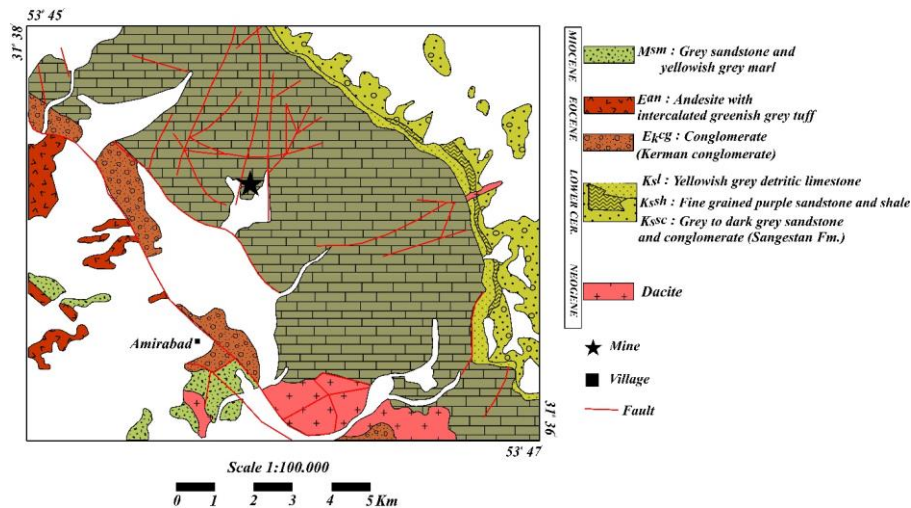 53° 45'
31° 38'
Amirabad
31° 36'
53° 47'
Scale 1:100.000
0 1 2 3 4 5 Km
MIOCENE
Msm : Grey sandstone and
yellowish grey marl
EOCENE
Ean : Andesite with
intercalated greenish grey tuff
Ekcg : Conglomerate
(Kerman conglomerate)
LOWER CER.
Ksl : Yellowish grey detritic limestone
Kssh : Fine grained purple sandstone and shale
Kssc : Grey to dark grey sandstone
and conglomerate (Sangestan Fm.)
NEOGENE
Dacite
Mine
Village
Fault